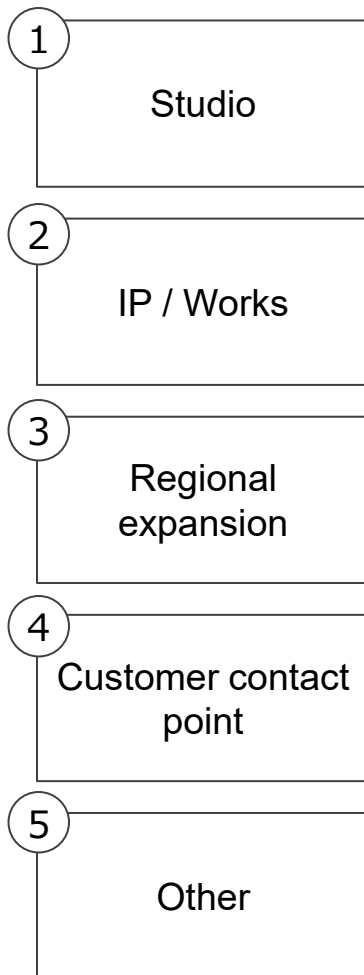 1
Studio
2
IP / Works
3
Regional
expansion
4
Customer contact
point
5
Other